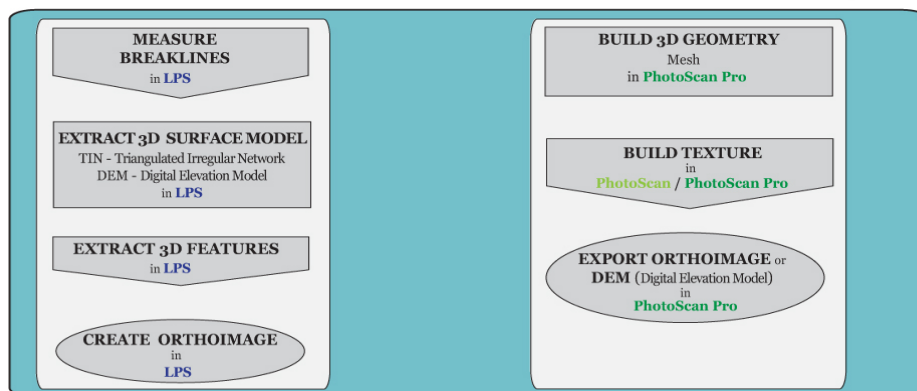 MEASURE
BREAKLINES
in LPS
EXTRACT 3D SURFACE MODEL
TIN - Triangulated Irregular Network
DEM - Digital Elevation Model
in LPS
EXTRACT 3D FEATURES
in LPS
CREATE ORTHOIMAGE
in
LPS
BUILD 3D GEOMETRY
Mesh
in PhotoScan Pro
BUILD TEXTURE
in
PhotoScan / PhotoScan Pro
EXPORT ORTHOIMAGE or
DEM (Digital Elevation Model)
in
PhotoScan Pro